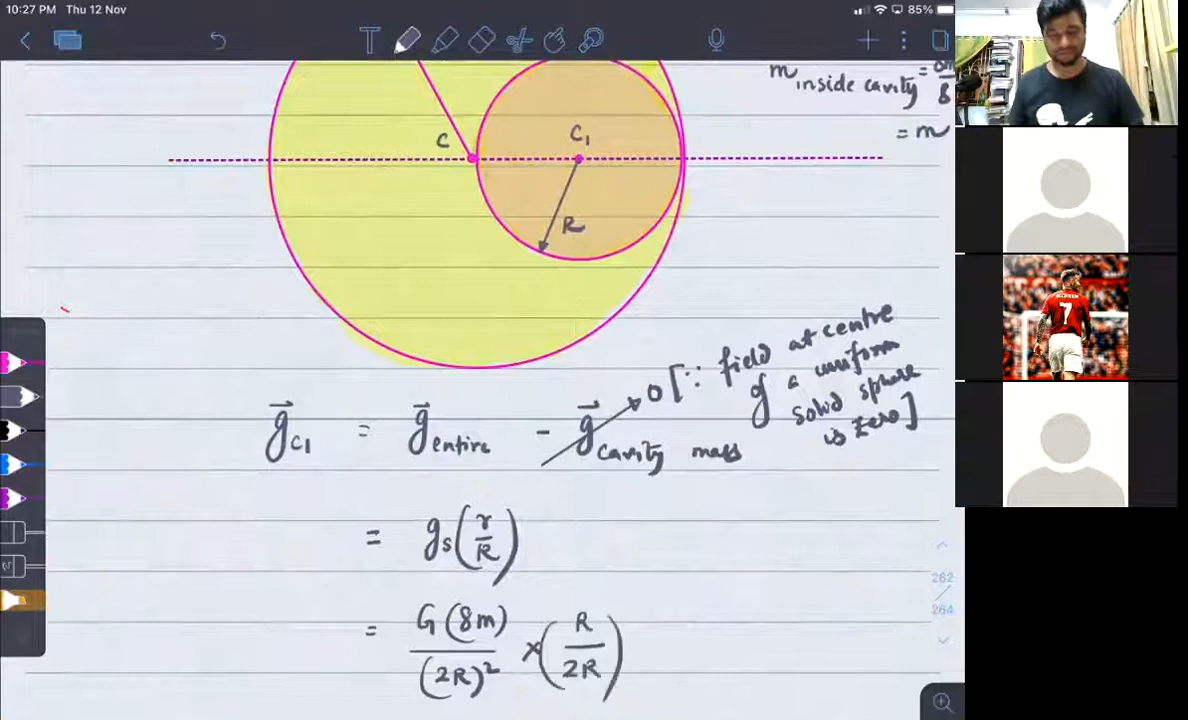 10:27 PM Thu 12 Nov
85%
m inside cavity =
8
= m
C
C1
R
7
→ 0 [∵ field at centre
of a uniform
solid sphere
is zero]
g⃗C1 = g⃗entire - g⃗cavity mass
= gs(r/R)
= G(8m)/(2R)² × (R/2R)
262
264